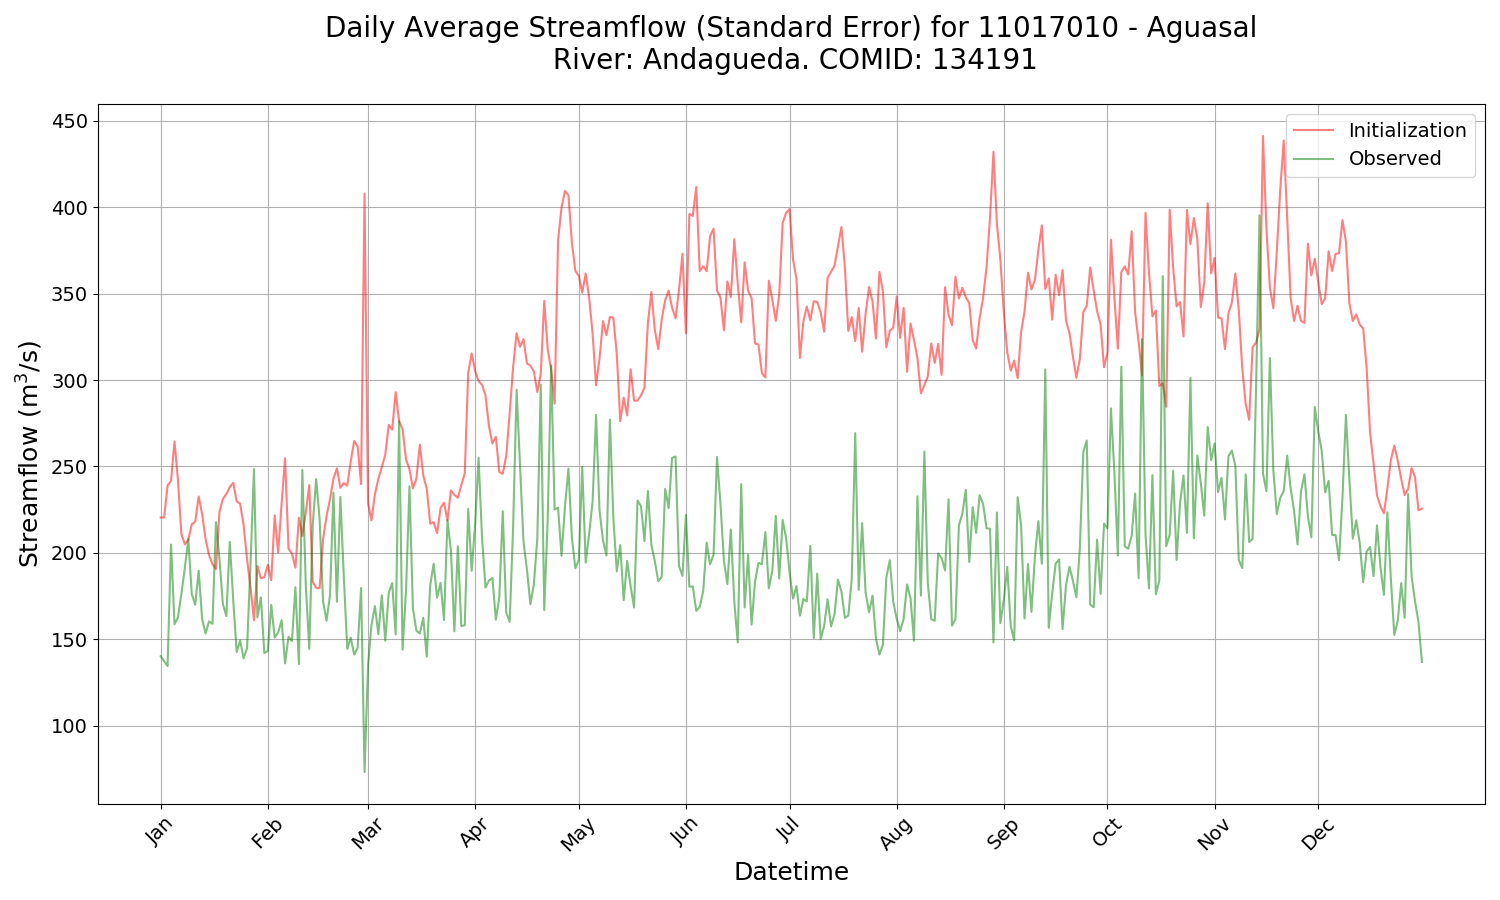 Daily Average Streamflow (Standard Error) for 11017010 - Aguasal
River: Andagueda. COMID: 134191
Initialization
Observed
Streamflow (m³/s)
450
400
350
300
250
200
150
100
Jan Feb Mar Apr May Jun Jul Aug Sep Oct Nov Dec
Datetime